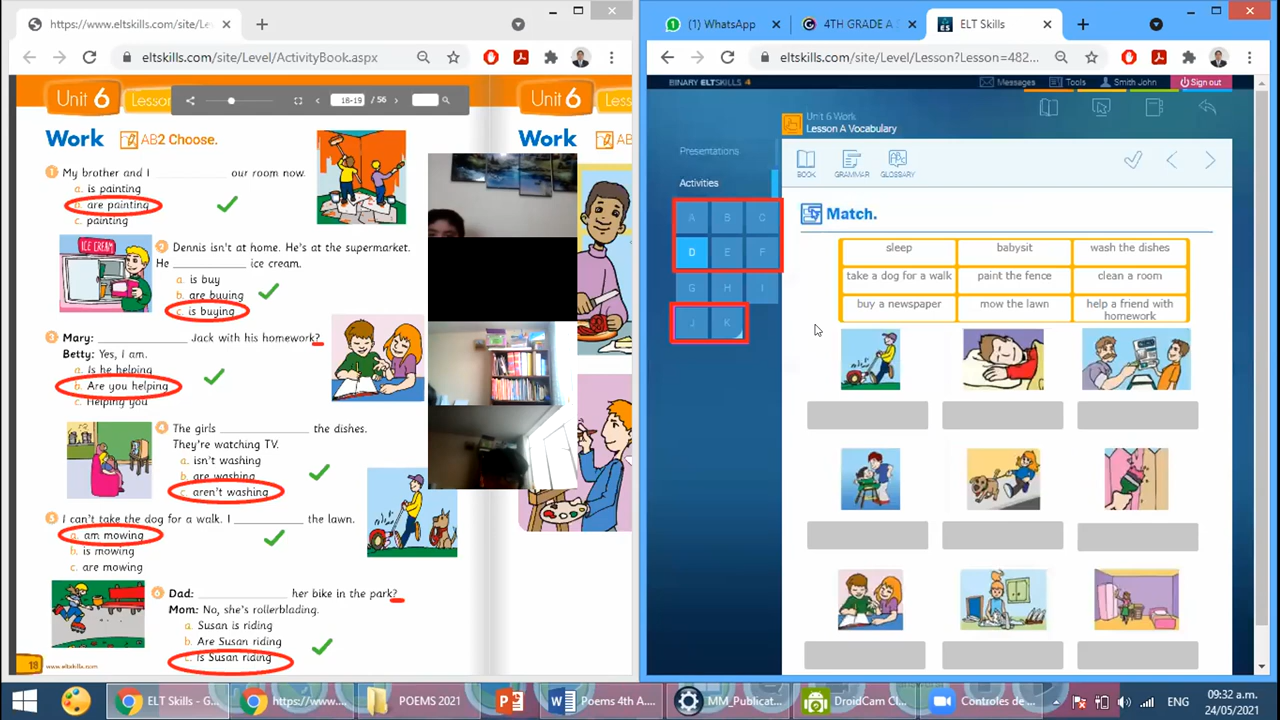 https://www.eltskills.com/site/Le
eltskills.com/site/Level/ActivityBook.aspx
Unit 6
Lesson
18-19 / 56
Unit 6
Work
AB2 Choose.
Work
1 My brother and I ____________ our room now.
a. is painting
b. are painting
c. painting
ICE CREAM
2 Dennis isn't at home. He's at the supermarket.
He ____________ ice cream.
a. is buy
b. are buying
c. is buying
3 Mary: ____________ Jack with his homework?
Betty: Yes, I am.
a. Is he helping
b. Are you helping
c. Helping you
4 The girls ____________ the dishes.
They're watching TV.
a. isn't washing
b. are washing
c. aren't washing
5 I can't take the dog for a walk. I ____________ the lawn.
a. am mowing
b. is mowing
c. are mowing
6 Dad: ____________ her bike in the park?
Mom: No, she's rollerblading.
a. Susan is riding
b. Are Susan riding
c. Is Susan riding
18 www.eltskills.com
(1) WhatsApp
4TH GRADE A
ELT Skills
eltskills.com/site/Level/Lesson?Lesson=482...
BINARY ELTSKILLS 4
Messages
Tools
Smith John
Sign out
Unit 6 Work
Lesson A Vocabulary
Presentations
Activities
BOOK
GRAMMAR
GLOSSARY
A B C
D E F
G H I
J K
Match.
sleep babysit wash the dishes
take a dog for a walk paint the fence clean a room
buy a newspaper mow the lawn help a friend with
homework
ELT Skills - G...
https://www....
POEMS 2021
Poems 4th A....
MM_Publicat...
DroidCam Cl...
Controles de ...
ENG
09:32 a.m.
24/05/2021